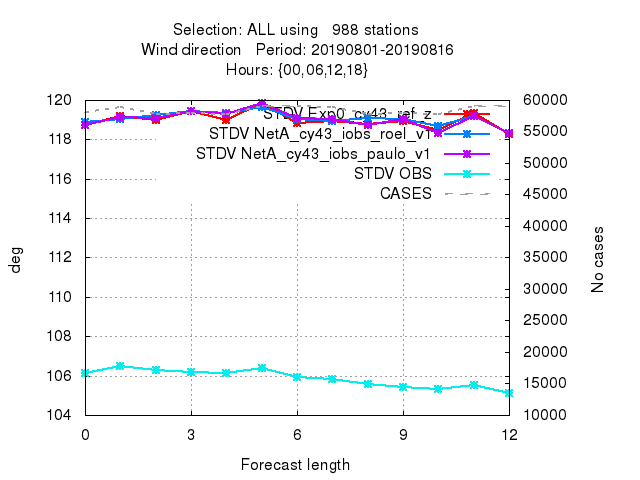 Selection: ALL using   988 stations
Wind direction   Period: 20190801-20190816
Hours: {00,06,12,18}
STDV Exp0_cy43_ref_z
STDV NetA_cy43_iobs_roel_v1
STDV NetA_cy43_iobs_paulo_v1
STDV OBS
CASES
deg
120
118
116
114
112
110
108
106
104
60000
55000
50000
45000
40000
35000
30000
25000
20000
15000
10000
No cases
0 3 6 9 12
Forecast length